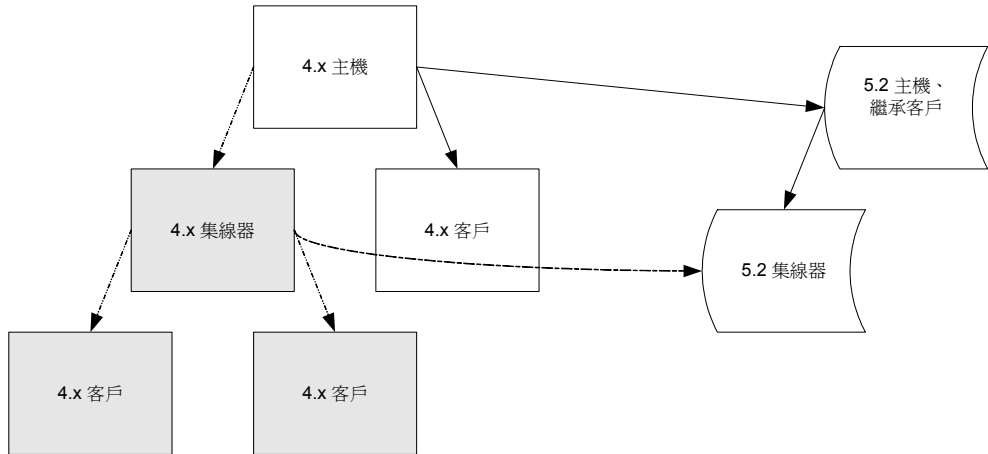 4.x 主機
5.2 主機、
繼承客戶
4.x 集線器
4.x 客戶
5.2 集線器
4.x 客戶
4.x 客戶